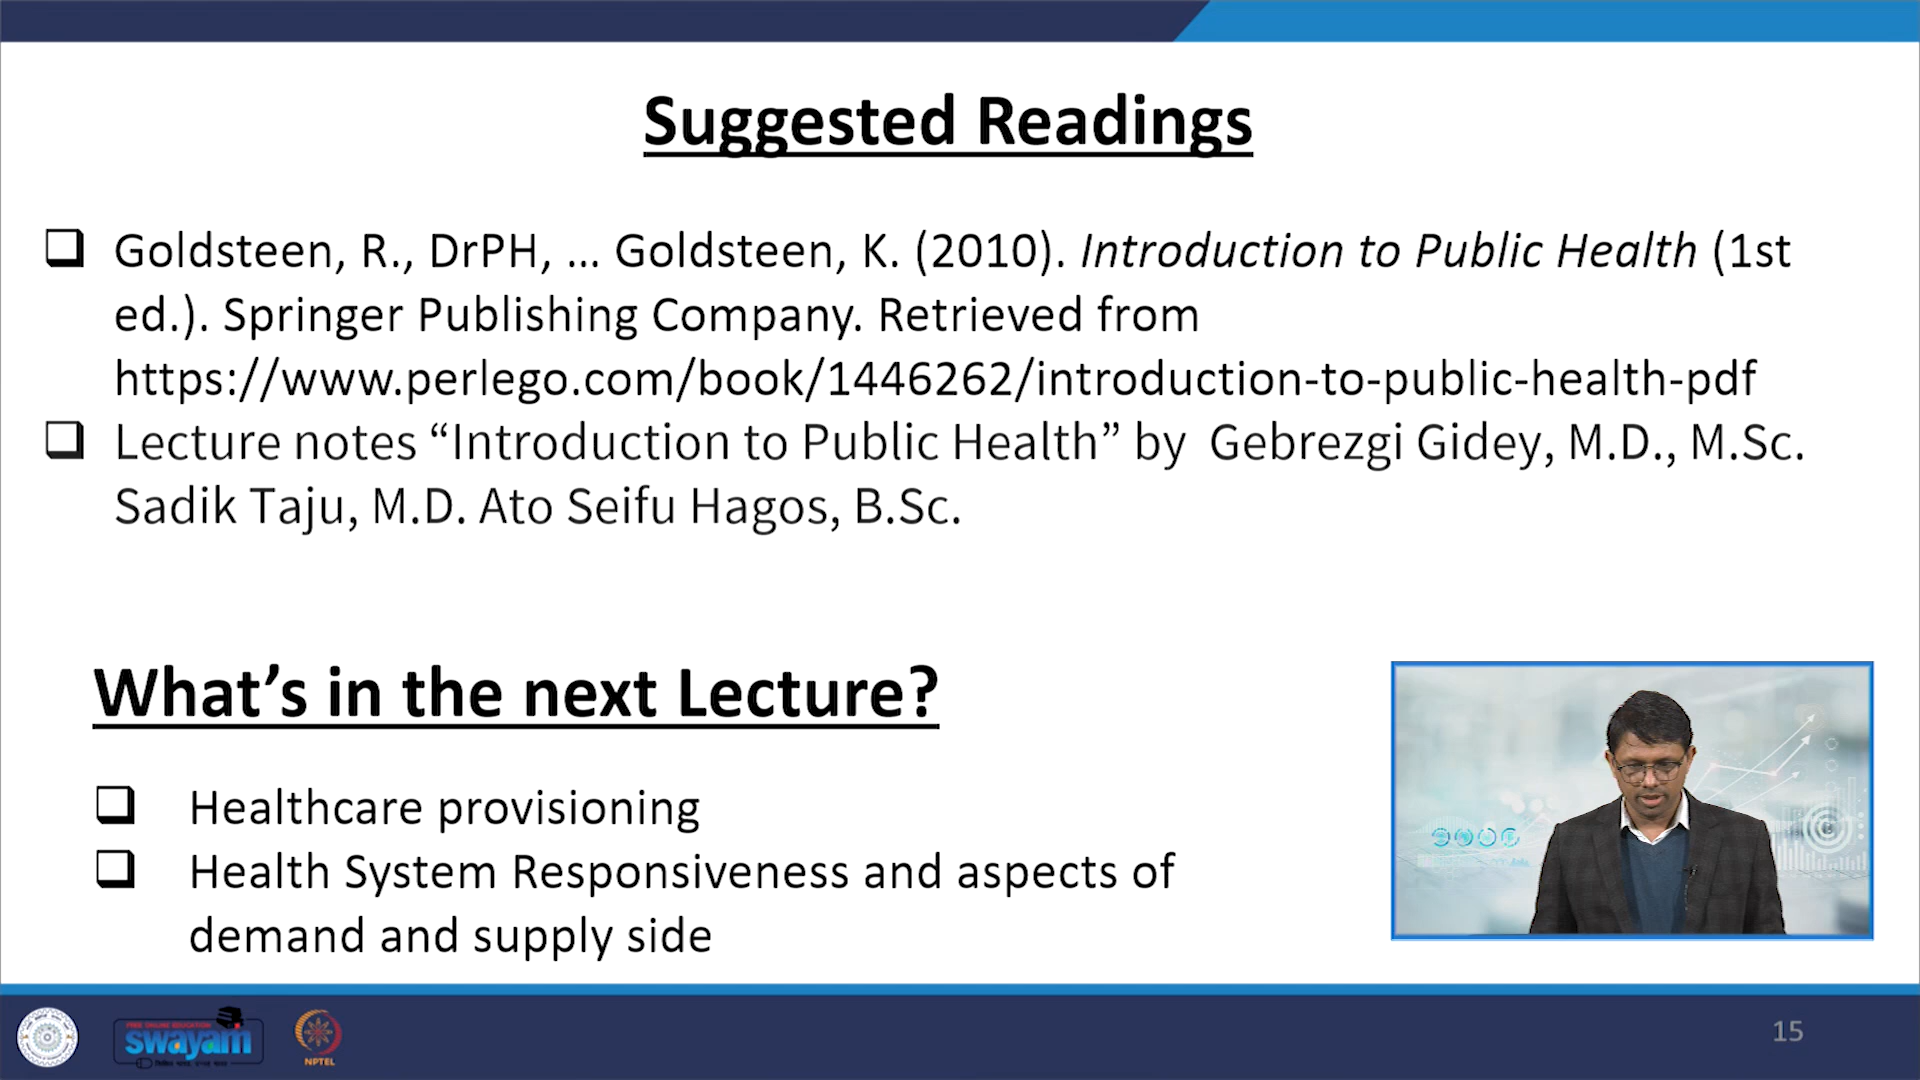 Suggested Readings
❑ Goldsteen, R., DrPH, ... Goldsteen, K. (2010). Introduction to Public Health (1st
ed.). Springer Publishing Company. Retrieved from
https://www.perlego.com/book/1446262/introduction-to-public-health-pdf
❑ Lecture notes “Introduction to Public Health” by Gebrezgi Gidey, M.D., M.Sc.
Sadik Taju, M.D. Ato Seifu Hagos, B.Sc.
What’s in the next Lecture?
❑ Healthcare provisioning
❑ Health System Responsiveness and aspects of
demand and supply side
FREE ONLINE EDUCATION
swayam
NPTEL
15